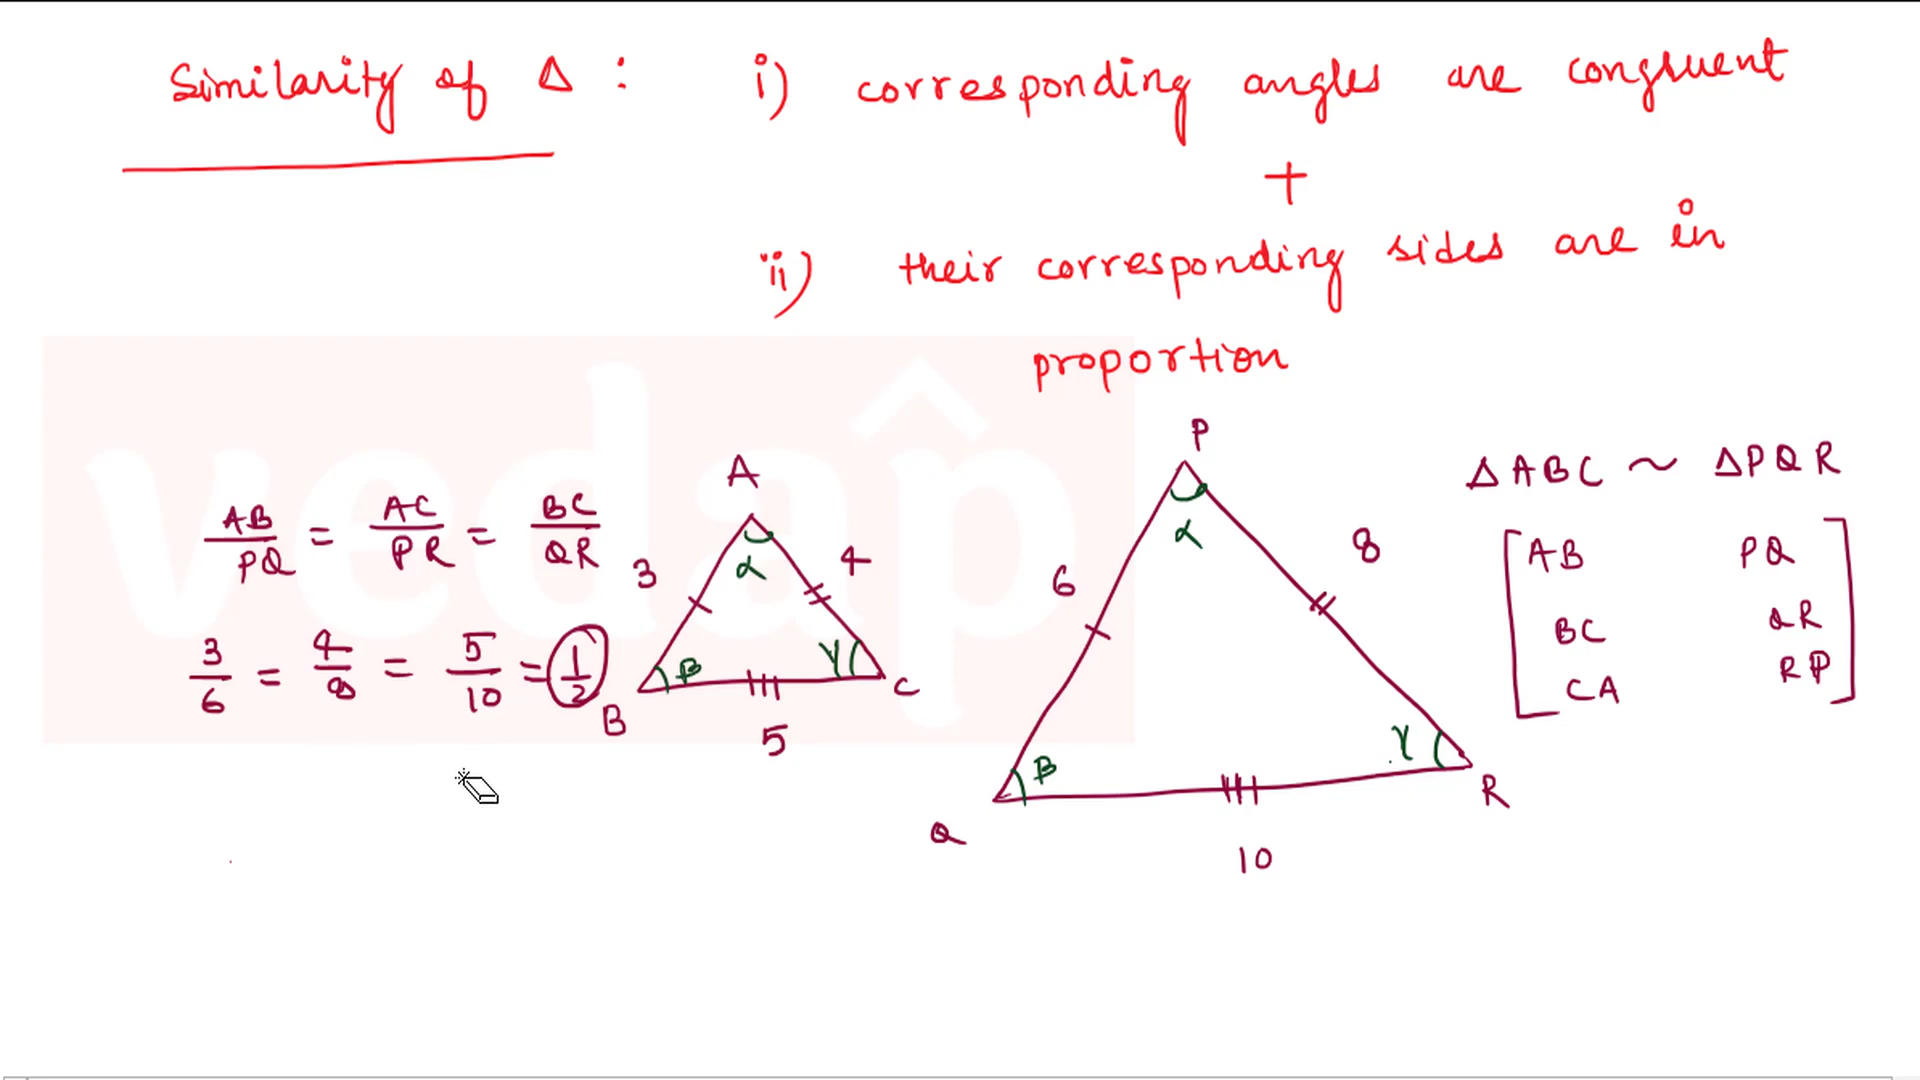 Similarity of Δ : i) corresponding angles are congruent
+
ii) their corresponding sides are in
proportion
vedap
AB/PQ = AC/PR = BC/QR
3/6 = 4/8 = 5/10 = 1/2
A
3
4
α
β
γ
B
C
5
P
6
8
α
β
γ
Q
R
10
ΔABC ~ ΔPQR
AB PQ
BC QR
CA RP